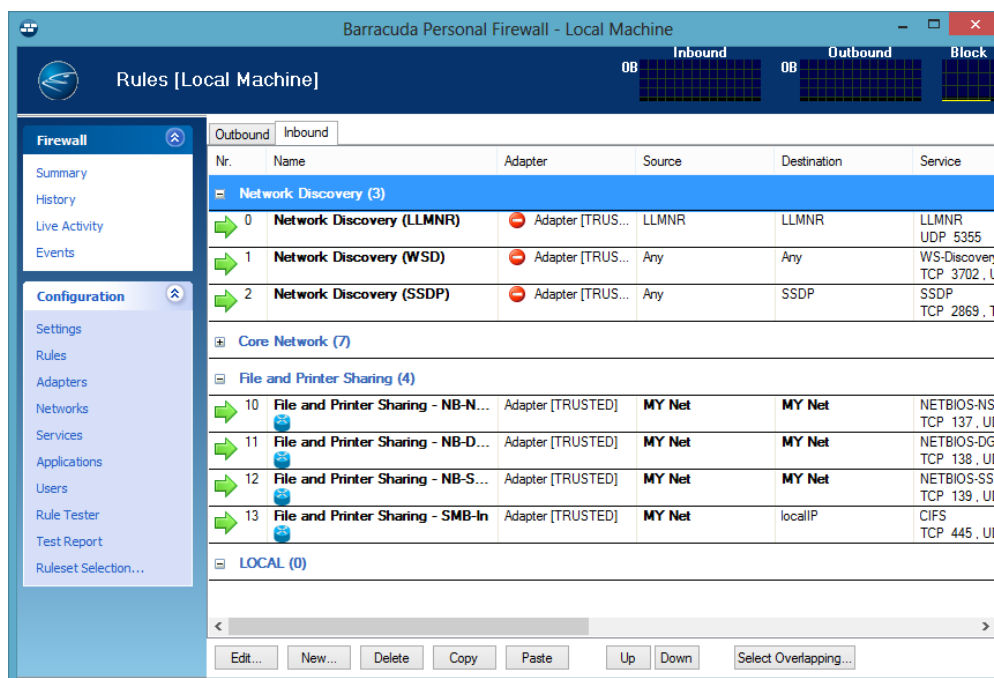 Barracuda Personal Firewall - Local Machine
Rules [Local Machine]
Inbound
0B
Outbound
0B
Block
Firewall
Summary
History
Live Activity
Events
Configuration
Settings
Rules
Adapters
Networks
Services
Applications
Users
Rule Tester
Test Report
Ruleset Selection...
Outbound Inbound
Nr. Name Adapter Source Destination Service
Network Discovery (3)
0 Network Discovery (LLMNR) Adapter [TRUS... LLMNR LLMNR LLMNR
UDP 5355
1 Network Discovery (WSD) Adapter [TRUS... Any Any WS-Discovery
TCP 3702 , U
2 Network Discovery (SSDP) Adapter [TRUS... Any SSDP SSDP
TCP 2869 , T
Core Network (7)
File and Printer Sharing (4)
10 File and Printer Sharing - NB-N... Adapter [TRUSTED] MY Net MY Net NETBIOS-NS
TCP 137 , UI
11 File and Printer Sharing - NB-D... Adapter [TRUSTED] MY Net MY Net NETBIOS-DG
TCP 138 , UI
12 File and Printer Sharing - NB-S... Adapter [TRUSTED] MY Net MY Net NETBIOS-SS
TCP 139 , UI
13 File and Printer Sharing - SMB-In Adapter [TRUSTED] MY Net localIP CIFS
TCP 445 , UI
LOCAL (0)
Edit... New... Delete Copy Paste Up Down Select Overlapping...